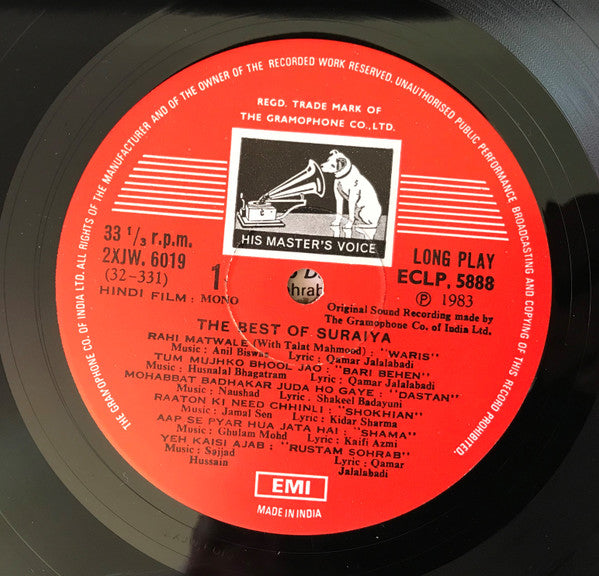 THE GRAMOPHONE CO. OF INDIA LTD. ALL RIGHTS OF THE MANUFACTURER AND OF THE OWNER OF THE RECORDED WORK RESERVED. UNAUTHORISED PUBLIC PERFORMANCE BROADCASTING AND COPYING OF THIS RECORD PROHIBITED.
REGD. TRADE MARK OF
THE GRAMOPHONE CO., LTD.
HIS MASTER'S VOICE
33 1/3 r.p.m.
2XJW. 6019
(32-331)
1
HINDI FILM : MONO
LONG PLAY
ECLP. 5888
℗ 1983
Original Sound Recording made by
The Gramophone Co. of India Ltd.
THE BEST OF SURAIYA
RAHI MATWALE (With Talat Mahmood) : "WARIS"
Music : Anil Biswas Lyric : Qamar Jalalabadi
TUM MUJHKO BHOOL JAO : "BARI BEHEN"
Music : Husnalal Bhagatram Lyric : Qamar Jalalabadi
MOHABBAT BADHAKAR JUDA HO GAYE : "DASTAN"
Music : Naushad Lyric : Shakeel Badayuni
RAATON KI NEED CHHINLI : "SHOKHIAN"
Music : Jamal Sen Lyric : Kidar Sharma
AAP SE PYAR HUA JATA HAI : "SHAMA"
Music : Ghulam Mohd Lyric : Kaifi Azmi
YEH KAISI AJAB : "RUSTAM SOHRAB"
Music : Sajjad Hussain Lyric : Qamar Jalalabadi
EMI
MADE IN INDIA